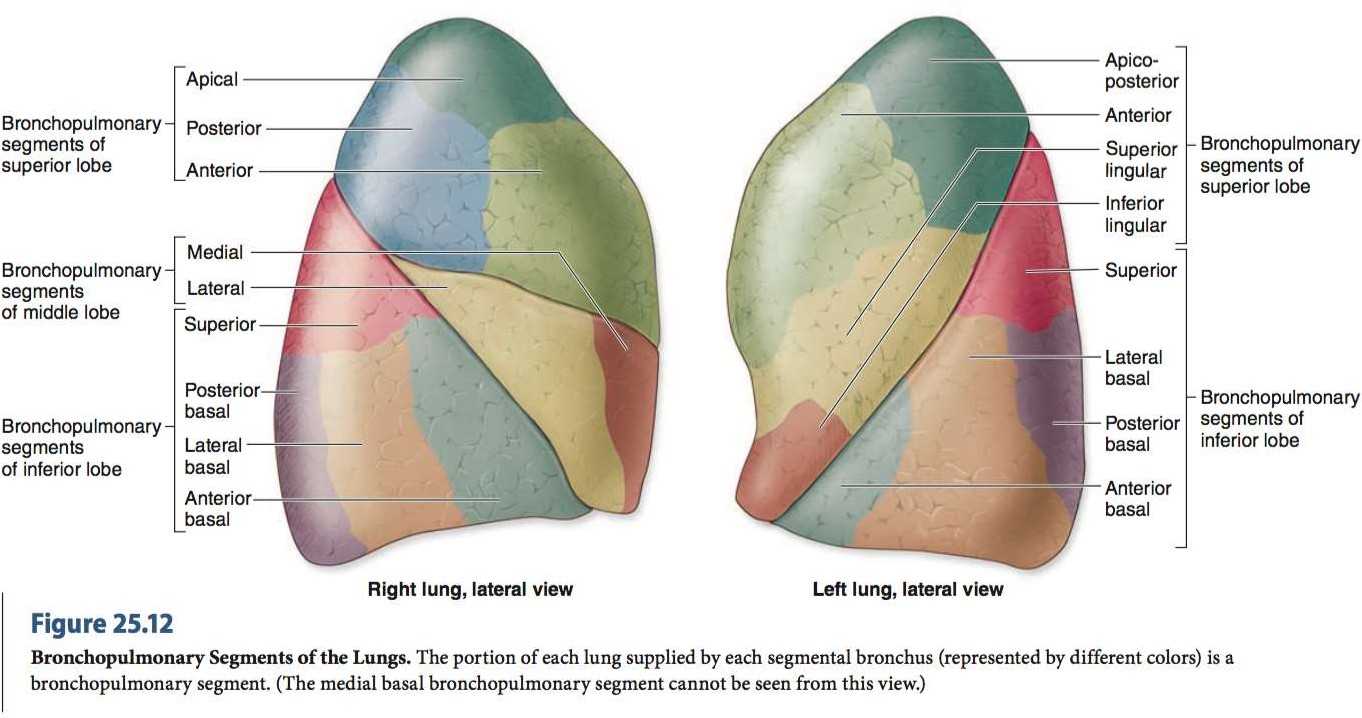 Bronchopulmonary
segments of
superior lobe
Apical
Posterior
Anterior
Bronchopulmonary
segments
of middle lobe
Medial
Lateral
Bronchopulmonary
segments
of inferior lobe
Superior
Posterior
basal
Lateral
basal
Anterior
basal
Right lung, lateral view
Apico-
posterior
Anterior
Superior
lingular
Inferior
lingular
Bronchopulmonary
segments of
superior lobe
Superior
Lateral
basal
Posterior
basal
Anterior
basal
Bronchopulmonary
segments of
inferior lobe
Left lung, lateral view
Figure 25.12
Bronchopulmonary Segments of the Lungs. The portion of each lung supplied by each segmental bronchus (represented by different colors) is a
bronchopulmonary segment. (The medial basal bronchopulmonary segment cannot be seen from this view.)